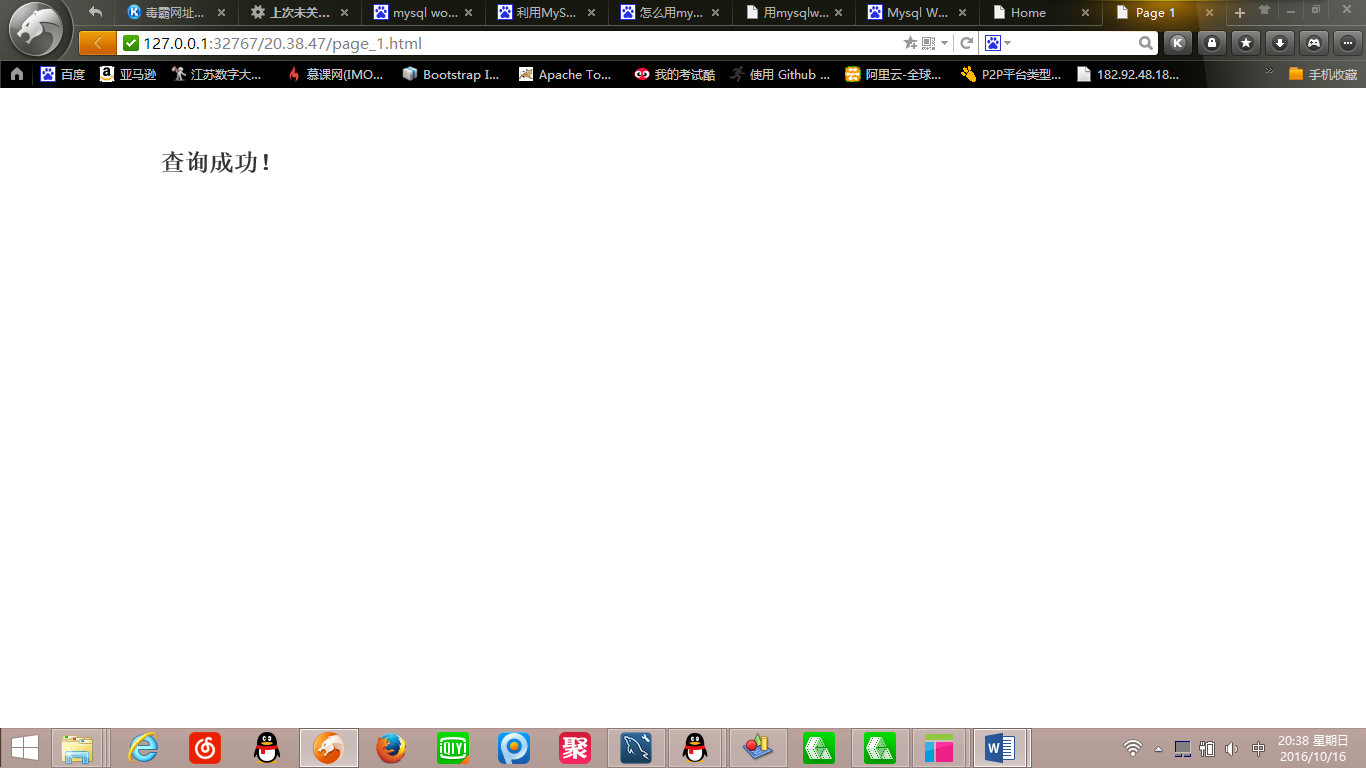 毒霸网址...
上次未关...
mysql wo...
利用MyS...
怎么用my...
用mysqlw...
Mysql W...
Home
Page 1
127.0.0.1:32767/20.38.47/page_1.html
百度
亚马逊
江苏数字大...
慕课网(IMO...
Bootstrap I...
Apache To...
我的考试酷
使用 Github ...
阿里云-全球...
P2P平台类型...
182.92.48.18...
手机收藏
查询成功！
QIYI
聚
中
20:38 星期日
2016/10/16